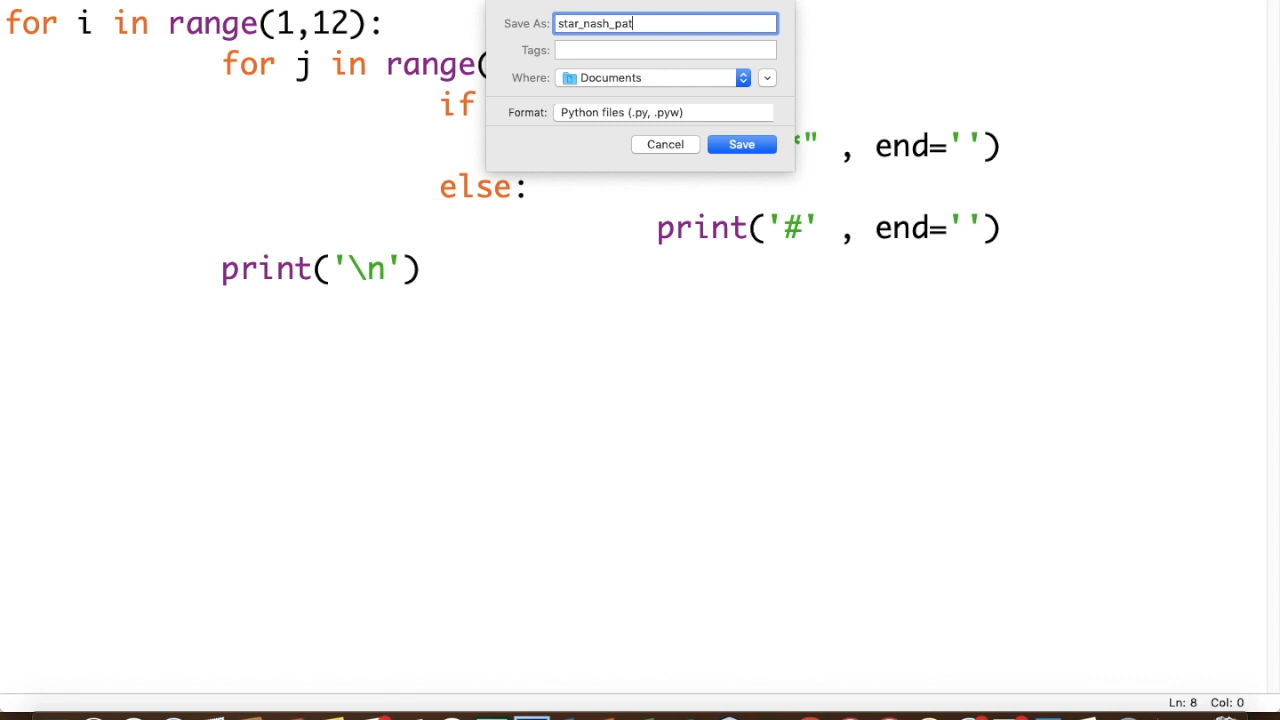 for i in range(1,12):
for j in range(
if
" , end='')
else:
print('#' , end='')
print('\n')
Save As: star_nash_pat
Tags:
Where: Documents
Format: Python files (.py, .pyw)
Cancel Save
Ln: 8 Col: 0